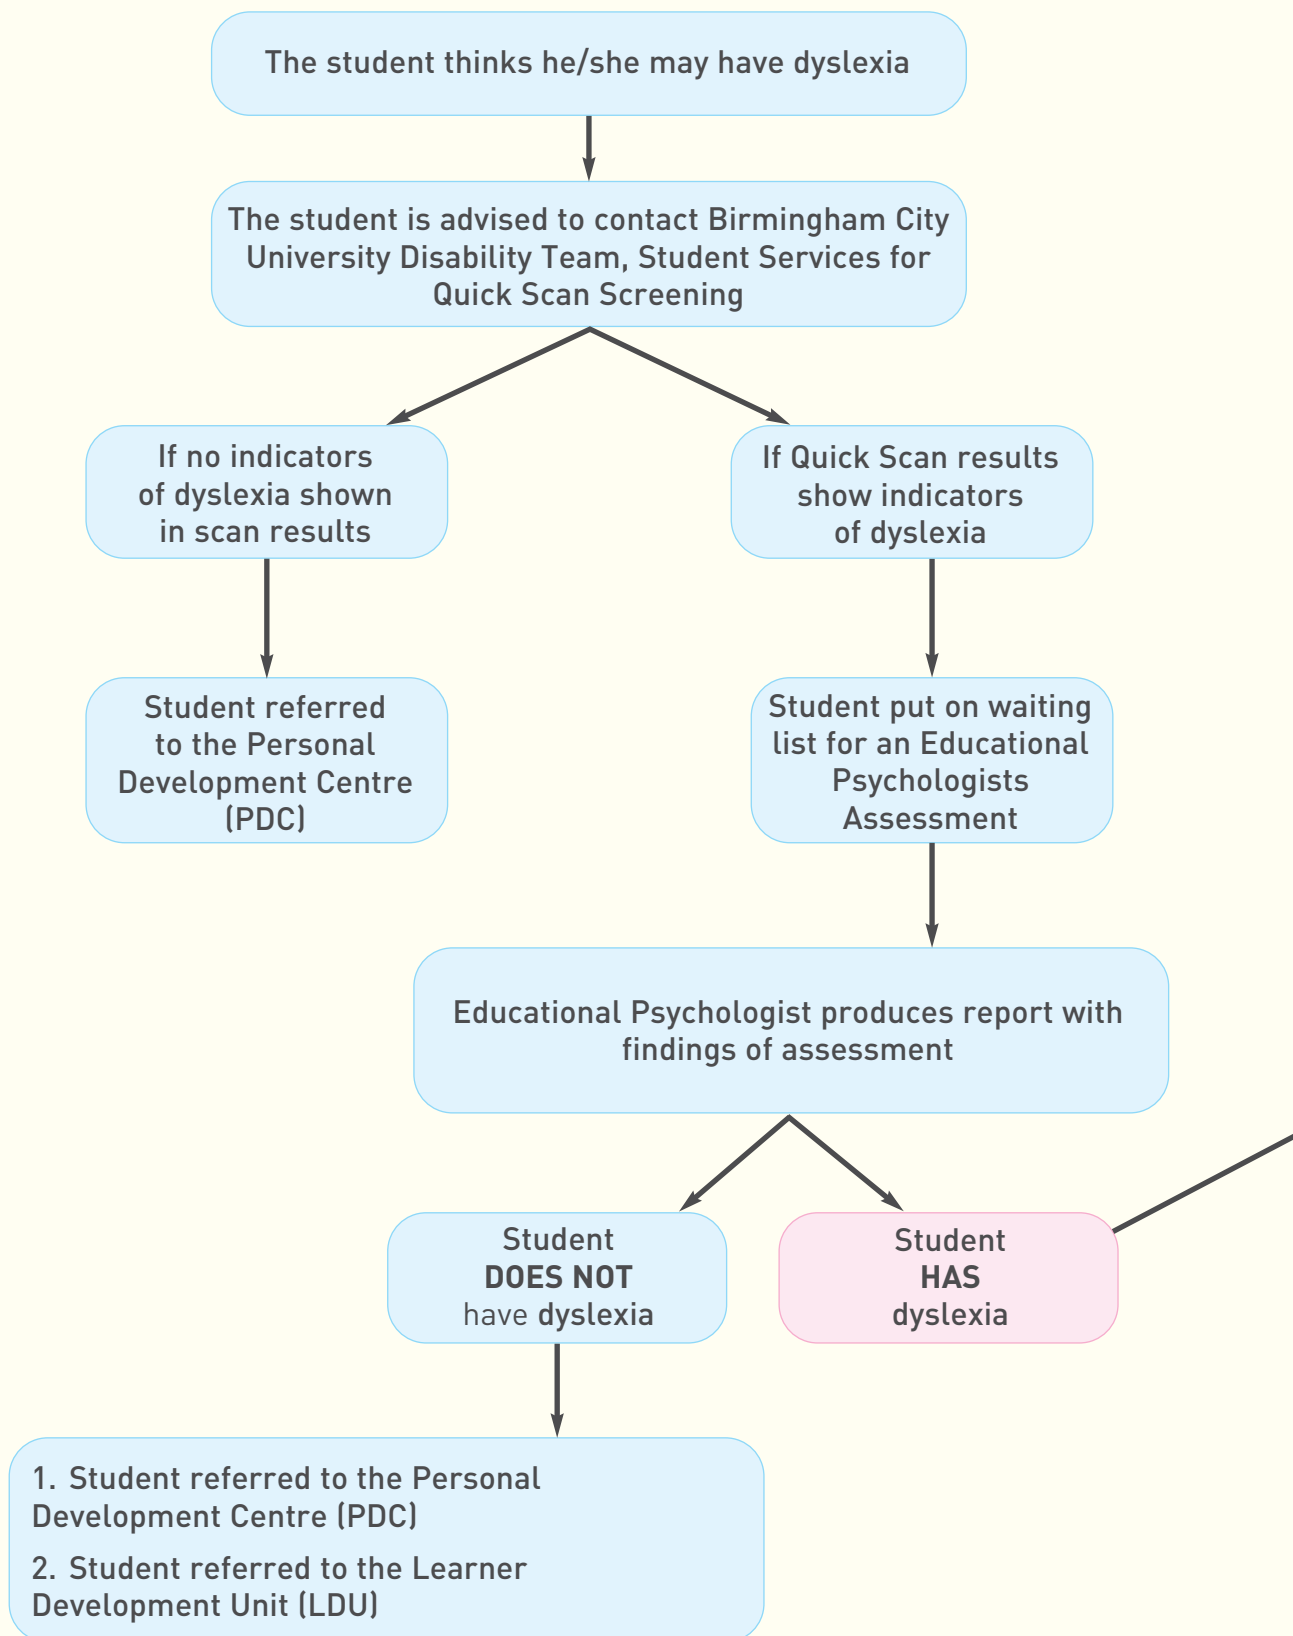 The student thinks he/she may have dyslexia
The student is advised to contact Birmingham City
University Disability Team, Student Services for
Quick Scan Screening
If no indicators
of dyslexia shown
in scan results
If Quick Scan results
show indicators
of dyslexia
Student referred
to the Personal
Development Centre
(PDC)
Student put on waiting
list for an Educational
Psychologists
Assessment
Educational Psychologist produces report with
findings of assessment
Student
DOES NOT
have dyslexia
Student
HAS
dyslexia
1. Student referred to the Personal
Development Centre (PDC)
2. Student referred to the Learner
Development Unit (LDU)